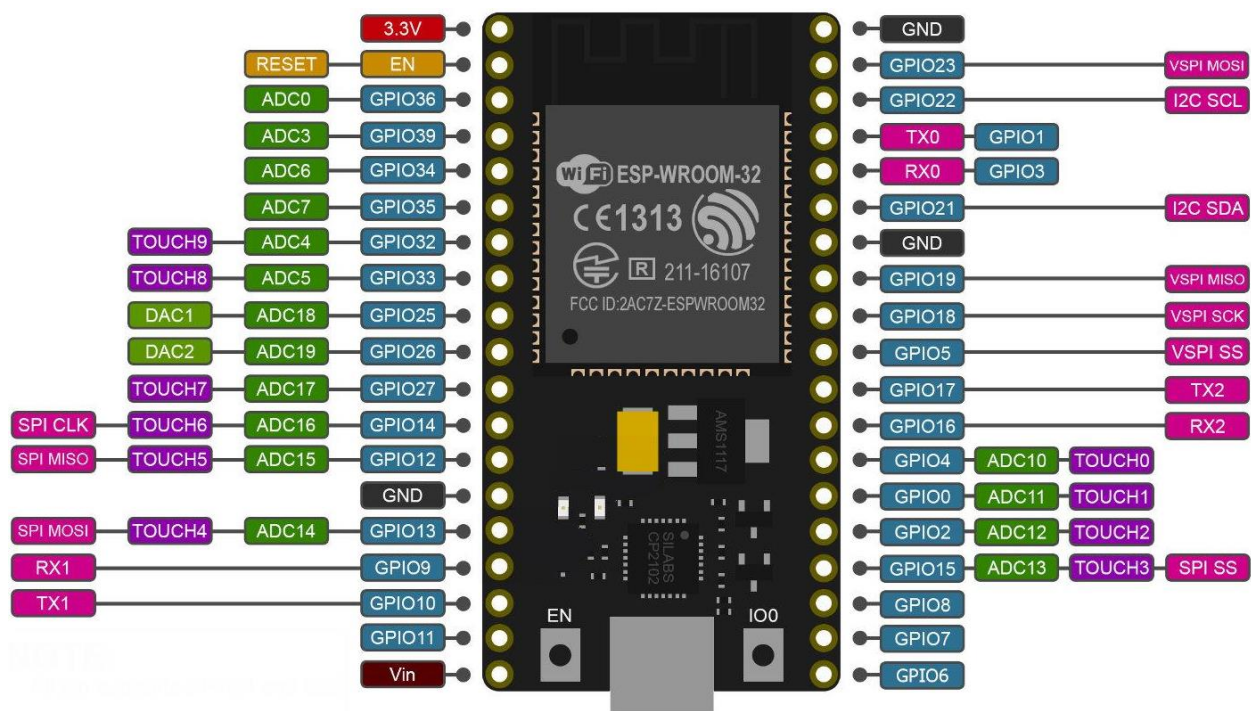 3.3V GND
RESET EN GPIO23 VSPI MOSI
ADC0 GPIO36 GPIO22 I2C SCL
ADC3 GPIO39 TX0 GPIO1
ADC6 GPIO34 WiFi ESP-WROOM-32 RX0 GPIO3
ADC7 GPIO35 CE1313 GPIO21 I2C SDA
TOUCH9 ADC4 GPIO32 GND
TOUCH8 ADC5 GPIO33 R 211-16107 GPIO19 VSPI MISO
DAC1 ADC18 GPIO25 FCC ID:2AC7Z-ESPWROOM32 GPIO18 VSPI SCK
DAC2 ADC19 GPIO26 GPIO5 VSPI SS
TOUCH7 ADC17 GPIO27 GPIO17 TX2
SPI CLK TOUCH6 ADC16 GPIO14 AMS1117 GPIO16 RX2
SPI MISO TOUCH5 ADC15 GPIO12 GPIO4 ADC10 TOUCH0
GND GPIO0 ADC11 TOUCH1
SPI MOSI TOUCH4 ADC14 GPIO13 GPIO2 ADC12 TOUCH2
RX1 GPIO9 SILABS CP2102 GPIO15 ADC13 TOUCH3 SPI SS
TX1 GPIO10 EN IO0 GPIO8
GPIO11 GPIO7
Vin GPIO6